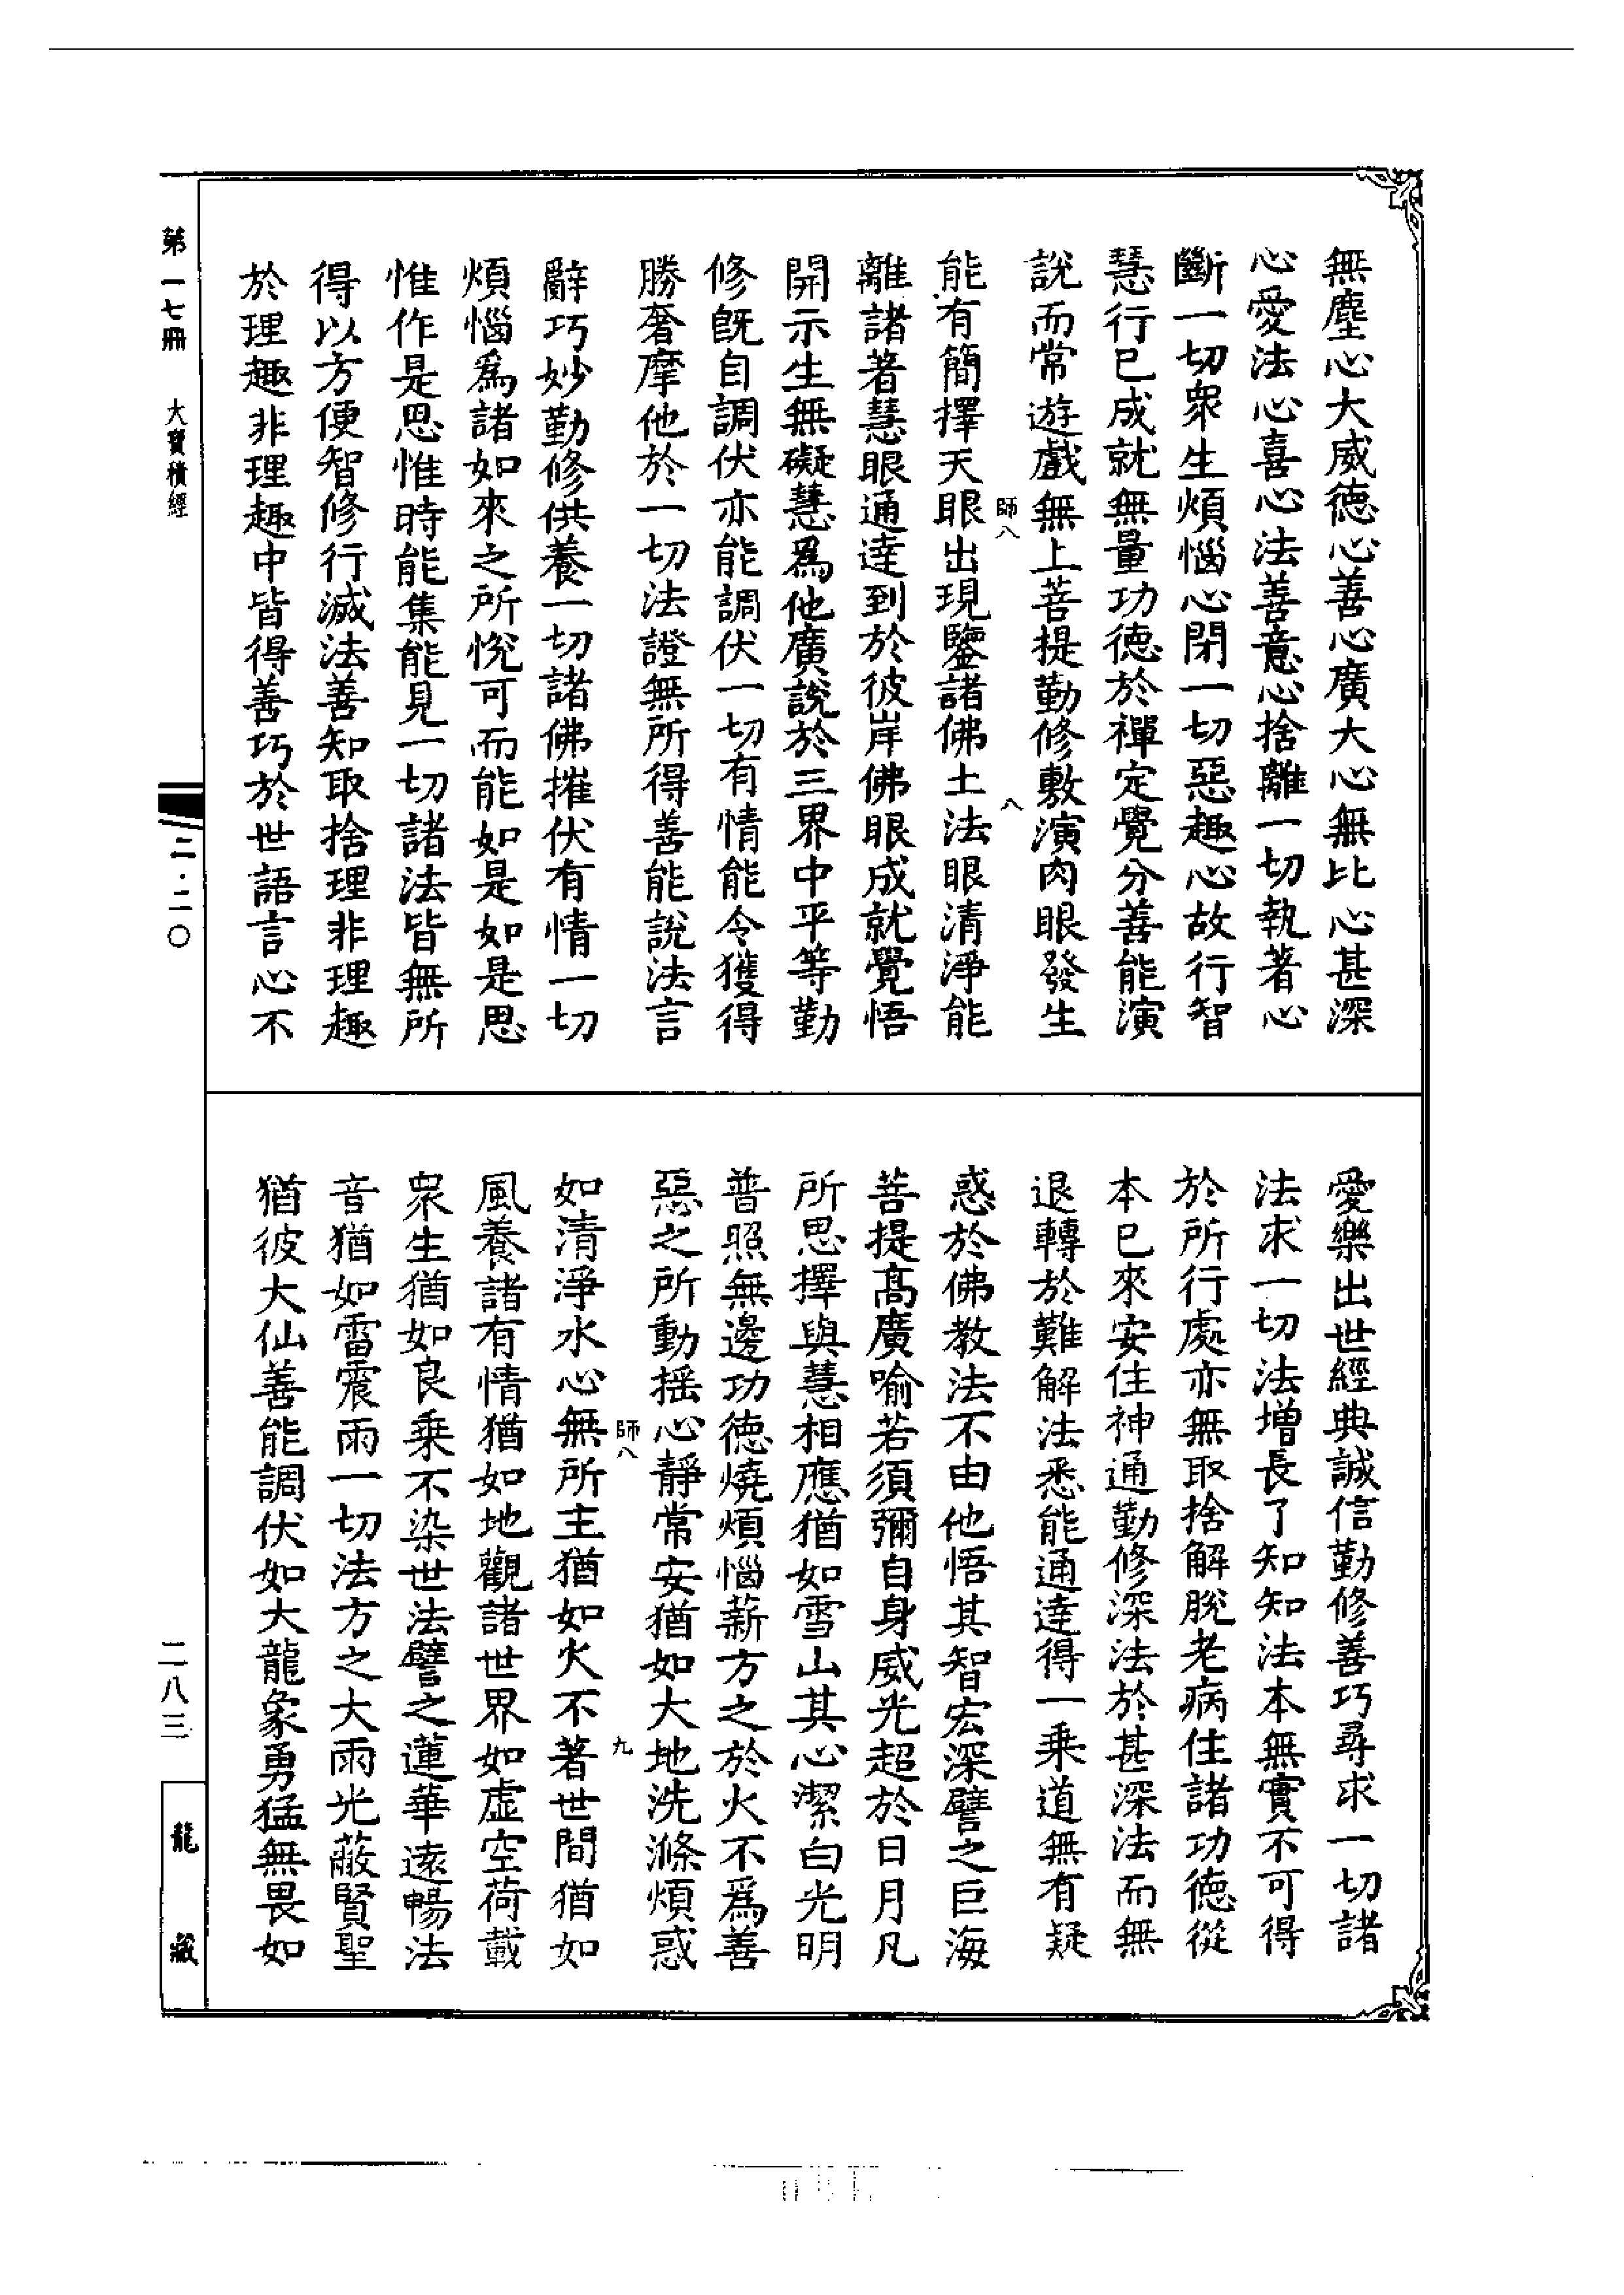 無塵心大威德心善心廣大心無比心甚深
心愛法心喜心法善意心捨離一切執著心
斷一切眾生煩惱心閉一切惡趣心故行智
慧行已成就無量功德於禪定覺分善能演
說而常遊戲無上菩提勤修敷演肉眼發生
師八
八
能有簡擇天眼出現鑒諸佛土法眼清淨能
離諸著慧眼通達到於彼岸佛眼成就覺悟
開示生無礙慧為他廣說於三界中平等勤
修既自調伏亦能調伏一切有情能令獲得
勝奢摩他於一切法證無所得善能說法言
辭巧妙勤修供養一切諸佛摧伏有情一切
煩惱為諸如來之所悅可而能如是如是思
惟作是思惟時能集能見一切諸法皆無所
得以方便智修行滅法善知取捨理非理趣
於理趣非理趣中皆得善巧於世語言心不
愛樂出世經典誠信勤修善巧尋求一切諸
法求一切法增長了知知法本無實不可得
於所行處亦無取捨解脫老病住諸功德從
本已來安住神通勤修深法於甚深法而無
退轉於難解法悉能通達得一乘道無有疑
惑於佛教法不由他悟其智宏深譬之巨海
菩提高廣喻若須彌自身威光超於日月凡
所思擇與慧相應猶如雪山其心潔白光明
普照無邊功德燒煩惱薪方之於火不為善
惡之所動搖心靜常安猶如大地洗滌煩惑
師八
九
如清淨水心無所主猶如火不著世間猶如
風養諸有情猶如地觀諸世界如虛空荷載
眾生猶如良乘不染世法譬之蓮華遠暢法
音猶如雷震雨一切法方之大雨光蔽賢聖
猶彼大仙善能調伏如大龍象勇猛無畏如
第一七冊 大寶積經
二·二〇
二八三
龍藏